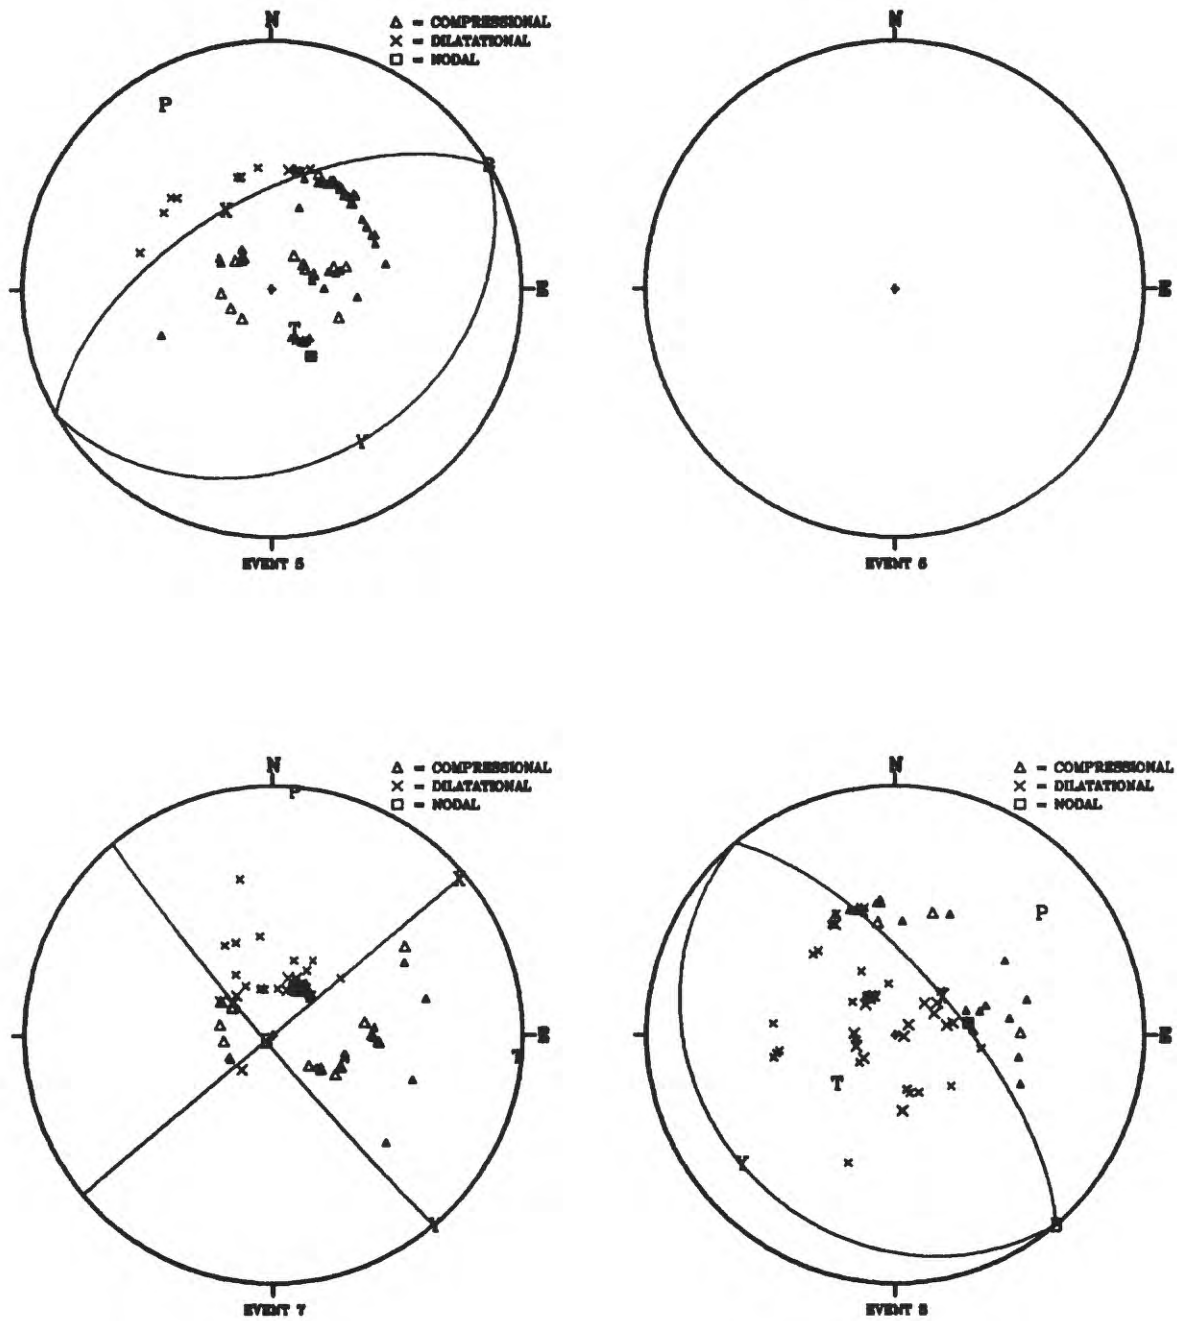 N
△ = COMPRESSIONAL
× = DILATATIONAL
□ = NODAL
P
B
X
E
T
Y
EVENT 5
N
E
EVENT 6
N
△ = COMPRESSIONAL
× = DILATATIONAL
□ = NODAL
P
X
B
E
T
Y
EVENT 7
N
△ = COMPRESSIONAL
× = DILATATIONAL
□ = NODAL
P
X
E
T
Y
B
EVENT 8